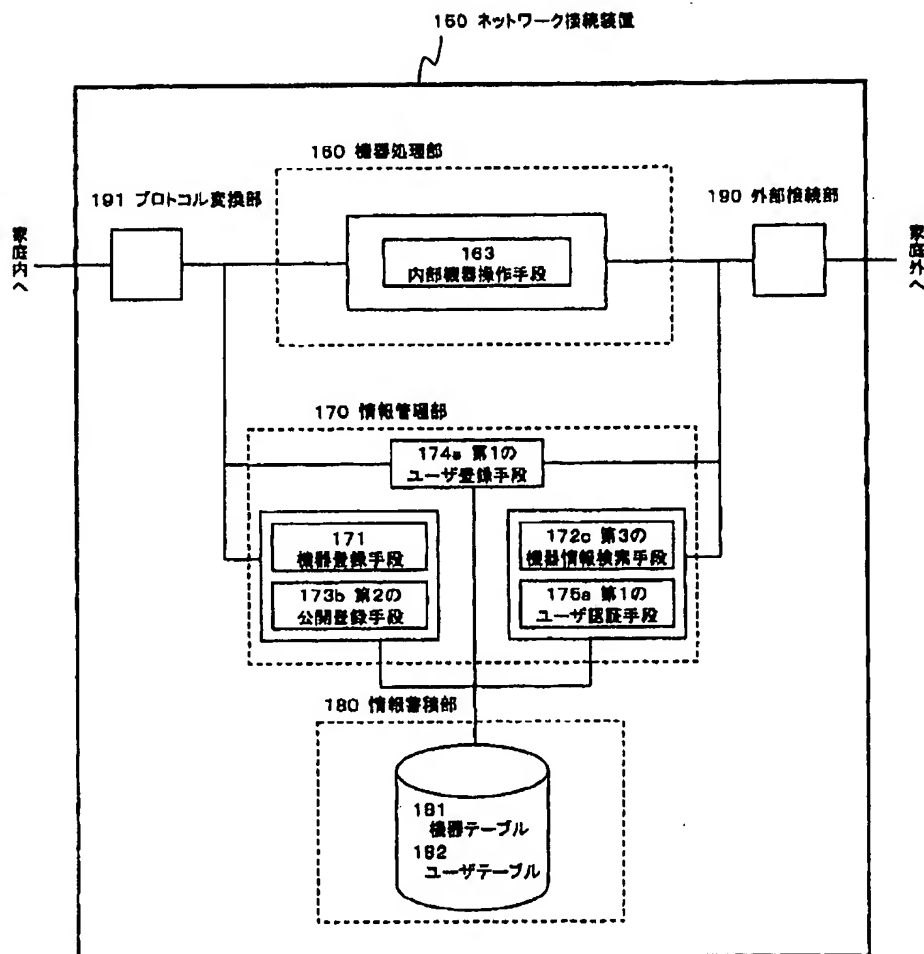 150 ネットワーク接続装置
160 機器処理部
191 プロトコル変換部
190 外部接続部
家庭内へ
163
内部機器操作手段
家庭外へ
170 情報管理部
174a 第1の
ユーザ登録手段
171
機器登録手段
172c 第3の
機器情報検索手段
173b 第2の
公開登録手段
175a 第1の
ユーザ認証手段
180 情報蓄積部
181
機器テーブル
182
ユーザテーブル